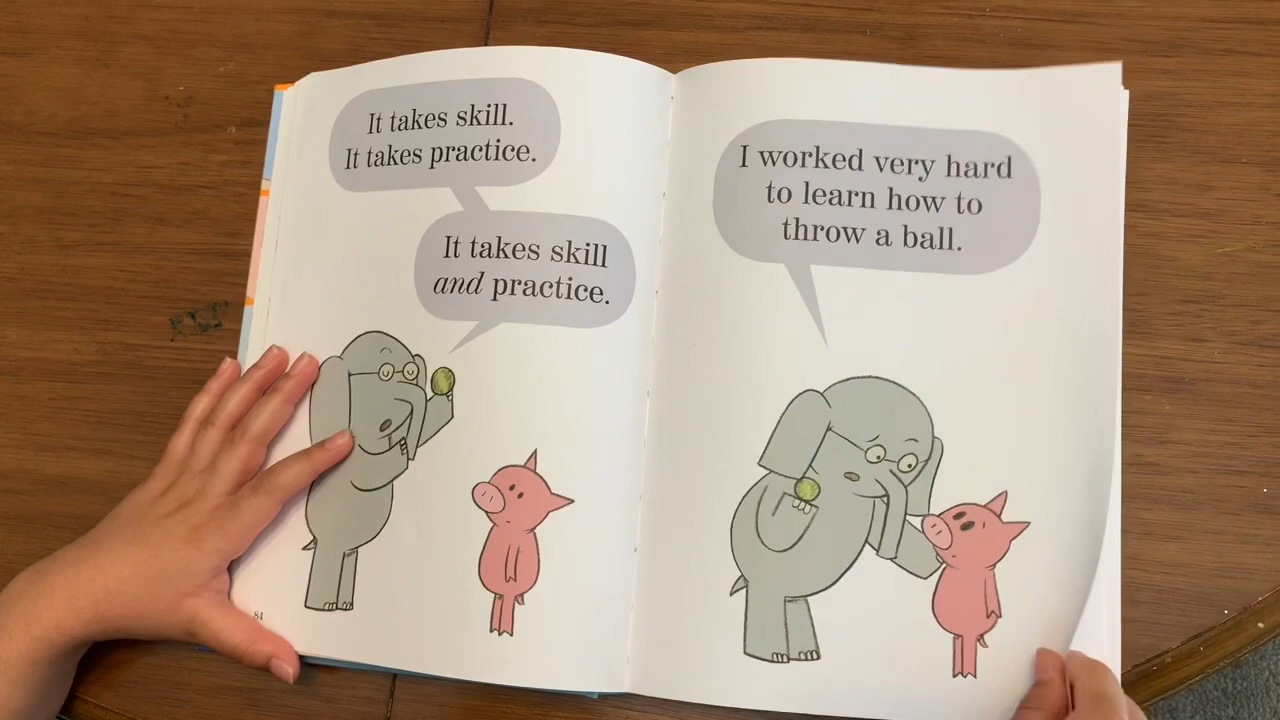 It takes skill.
It takes practice.
It takes skill
and practice.
84
I worked very hard
to learn how to
throw a ball.